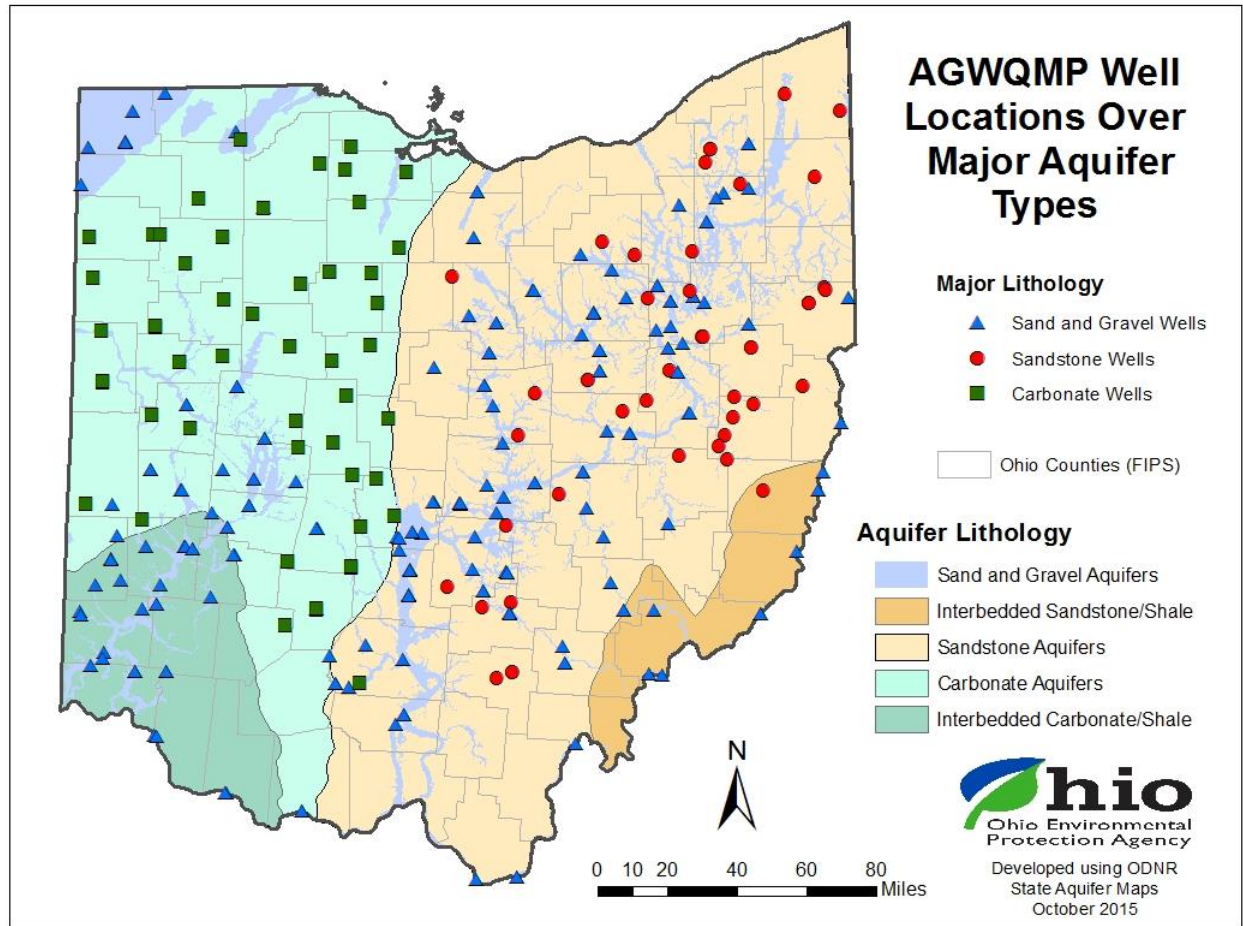 AGWQMP Well
Locations Over
Major Aquifer
Types
Major Lithology
Sand and Gravel Wells
Sandstone Wells
Carbonate Wells
Ohio Counties (FIPS)
Aquifer Lithology
Sand and Gravel Aquifers
Interbedded Sandstone/Shale
Sandstone Aquifers
Carbonate Aquifers
Interbedded Carbonate/Shale
N
0 10 20 40 60 80
Miles
Ohio
Ohio Environmental
Protection Agency
Developed using ODNR
State Aquifer Maps
October 2015